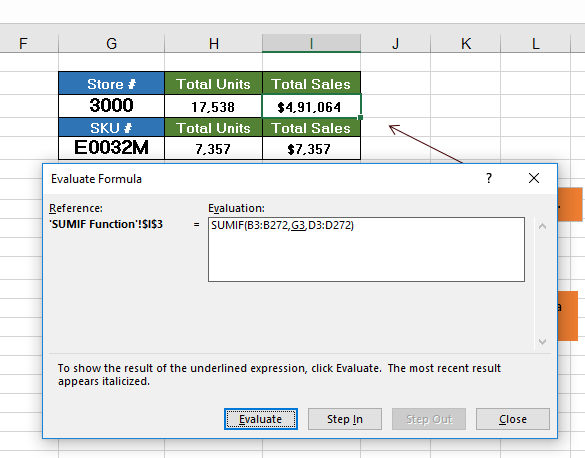 F G H I J K L
Store # Total Units Total Sales
3000 17,538 $4,91,064
SKU # Total Units Total Sales
E0032M 7,357 $7,357
Evaluate Formula ?
Reference: Evaluation:
'SUMIF Function'!$I$3 = SUMIF(B3:B272,G3,D3:D272)
To show the result of the underlined expression, click Evaluate. The most recent result
appears italicized.
Evaluate Step In Step Out Close